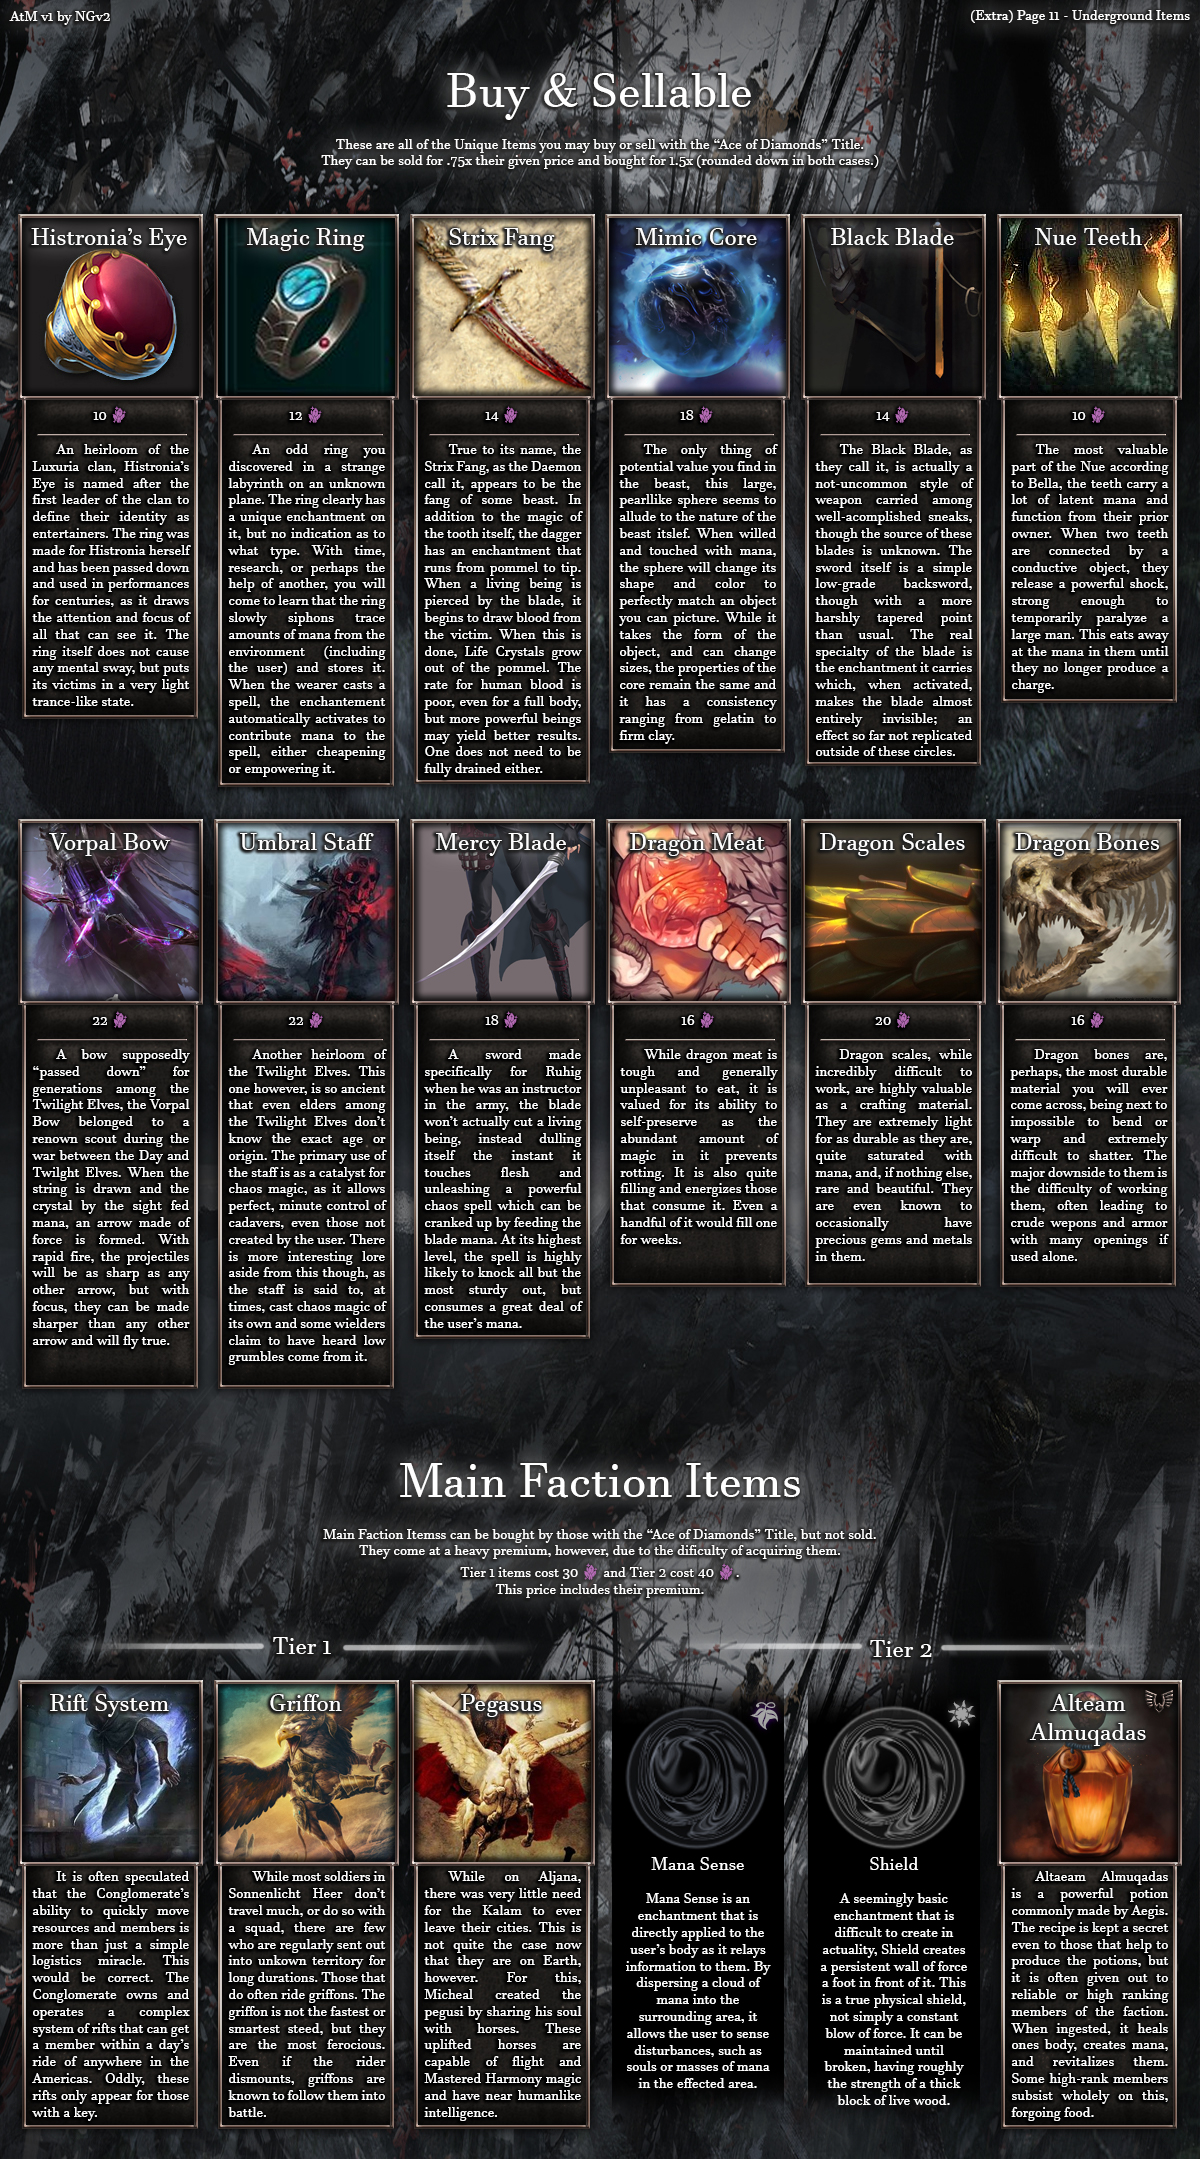 AtM v1 by NGv2
(Extra) Page 11 - Underground Items
Buy & Sellable
These are all of the Unique Items you may buy or sell with the “Ace of Diamonds” Title.
They can be sold for .75x their given price and bought for 1.5x (rounded down in both cases.)
Histronia's Eye
10
An heirloom of the
Luxuria clan, Histronia's
Eye is named after the
first leader of the clan to
define their identity as
entertainers. The ring was
made for Histronia herself
and has been passed down
and used in performances
for centuries, as it draws
the attention and focus of
all that can see it. The
ring itself does not cause
any mental sway, but puts
its victims in a very light
trance-like state.
Magic Ring
12
An odd ring you
discovered in a strange
labyrinth on an unknown
plane. The ring clearly has
a unique enchantment on
it, but no indication as to
what type. With time,
research, or perhaps the
help of another, you will
come to learn that the ring
slowly siphons trace
amounts of mana from the
environment (including
the user) and stores it.
When the wearer casts a
spell, the enchantement
automatically activates to
contribute mana to the
spell, either cheapening
or empowering it.
Strix Fang
14
True to its name, the
Strix Fang, as the Daemon
call it, appears to be the
fang of some beast. In
addition to the magic of
the tooth itself, the dagger
has an enchantment that
runs from pommel to tip.
When a living being is
pierced by the blade, it
begins to draw blood from
the victim. When this is
done, Life Crystals grow
out of the pommel. The
rate for human blood is
poor, even for a full body,
but more powerful beings
may yield better results.
One does not need to be
fully drained either.
Mimic Core
18
The only thing of
potential value you find in
the beast, this large,
pearllike sphere seems to
allude to the nature of the
beast itslef. When willed
and touched with mana,
the sphere will change its
shape and color to
perfectly match an object
you can picture. While it
takes the form of the
object, and can change
sizes, the properties of the
core remain the same and
it has a consistency
ranging from gelatin to
firm clay.
Black Blade
14
The Black Blade, as
they call it, is actually a
not-uncommon style of
weapon carried among
well-acomplished sneaks,
though the source of these
blades is unknown. The
sword itself is a simple
low-grade backsword,
though with a more
harshly tapered point
than usual. The real
specialty of the blade is
the enchantment it carries
which, when activated,
makes the blade almost
entirely invisible; an
effect so far not replicated
outside of these circles.
Nue Teeth
10
The most valuable
part of the Nue according
to Bella, the teeth carry a
lot of latent mana and
function from their prior
owner. When two teeth
are connected by a
conductive object, they
release a powerful shock,
strong enough to
temporarily paralyze a
large man. This eats away
at the mana in them until
they no longer produce a
charge.
Vorpal Bow
22
A bow supposedly
“passed down” for
generations among the
Twilight Elves, the Vorpal
Bow belonged to a
renown scout during the
war between the Day and
Twilght Elves. When the
string is drawn and the
crystal by the sight fed
mana, an arrow made of
force is formed. With
rapid fire, the projectiles
will be as sharp as any
other arrow, but with
focus, they can be made
sharper than any other
arrow and will fly true.
Umbral Staff
22
Another heirloom of
the Twilight Elves. This
one however, is so ancient
that even elders among
the Twilight Elves don't
know the exact age or
origin. The primary use of
the staff is as a catalyst for
chaos magic, as it allows
perfect, minute control of
cadavers, even those not
created by the user. There
is more interesting lore
aside from this though, as
the staff is said to, at
times, cast chaos magic of
its own and some wielders
claim to have heard low
grumbles come from it.
Mercy Blade
18
A sword made
specifically for Ruhig
when he was an instructor
in the army, the blade
won't actually cut a living
being, instead dulling
itself the instant it
touches flesh and
unleashing a powerful
chaos spell which can be
cranked up by feeding the
blade mana. At its highest
level, the spell is highly
likely to knock all but the
most sturdy out, but
consumes a great deal of
the user's mana.
Dragon Meat
16
While dragon meat is
tough and generally
unpleasant to eat, it is
valued for its ability to
self-preserve as the
abundant amount of
magic in it prevents
rotting. It is also quite
filling and energizes those
that consume it. Even a
handful of it would fill one
for weeks.
Dragon Scales
20
Dragon scales, while
incredibly difficult to
work, are highly valuable
as a crafting material.
They are extremely light
for as durable as they are,
quite saturated with
mana, and, if nothing else,
rare and beautiful. They
are even known to
occasionally have
precious gems and metals
in them.
Dragon Bones
16
Dragon bones are,
perhaps, the most durable
material you will ever
come across, being next to
impossible to bend or
warp and extremely
difficult to shatter. The
major downside to them is
the difficulty of working
them, often leading to
crude wepons and armor
with many openings if
used alone.
Main Faction Items
Main Faction Itemss can be bought by those with the “Ace of Diamonds” Title, but not sold.
They come at a heavy premium, however, due to the dificulty of acquiring them.
Tier 1 items cost 30 and Tier 2 cost 40 .
This price includes their premium.
Tier 1
Tier 2
Rift System
It is often speculated
that the Conglomerate's
ability to quickly move
resources and members is
more than just a simple
logistics miracle. This
would be correct. The
Conglomerate owns and
operates a complex
system of rifts that can get
a member within a day's
ride of anywhere in the
Americas. Oddly, these
rifts only appear for those
with a key.
Griffon
While most soldiers in
Sonnenlicht Heer don't
travel much, or do so with
a squad, there are few
who are regularly sent out
into unkown territory for
long durations. Those that
do often ride griffons. The
griffon is not the fastest or
smartest steed, but they
are the most ferocious.
Even if the rider
dismounts, griffons are
known to follow them into
battle.
Pegasus
While on Aljana,
there was very little need
for the Kalam to ever
leave their cities. This is
not quite the case now
that they are on Earth,
however. For this,
Micheal created the
pegusi by sharing his soul
with horses. These
uplifted horses are
capable of flight and
Mastered Harmony magic
and have near humanlike
intelligence.
Mana Sense
Mana Sense is an
enchantment that is
directly applied to the
user's body as it relays
information to them. By
dispersing a cloud of
mana into the
surrounding area, it
allows the user to sense
disturbances, such as
souls or masses of mana
in the effected area.
Shield
A seemingly basic
enchantment that is
difficult to create in
actuality, Shield creates
a persistent wall of force
a foot in front of it. This
is a true physical shield,
not simply a constant
blow of force. It can be
maintained until
broken, having roughly
the strength of a thick
block of live wood.
Alteam
Almuqadas
Altaeam Almuqadas
is a powerful potion
commonly made by Aegis.
The recipe is kept a secret
even to those that help to
produce the potions, but
it is often given out to
reliable or high ranking
members of the faction.
When ingested, it heals
ones body, creates mana,
and revitalizes them.
Some high-rank members
subsist wholely on this,
forgoing food.